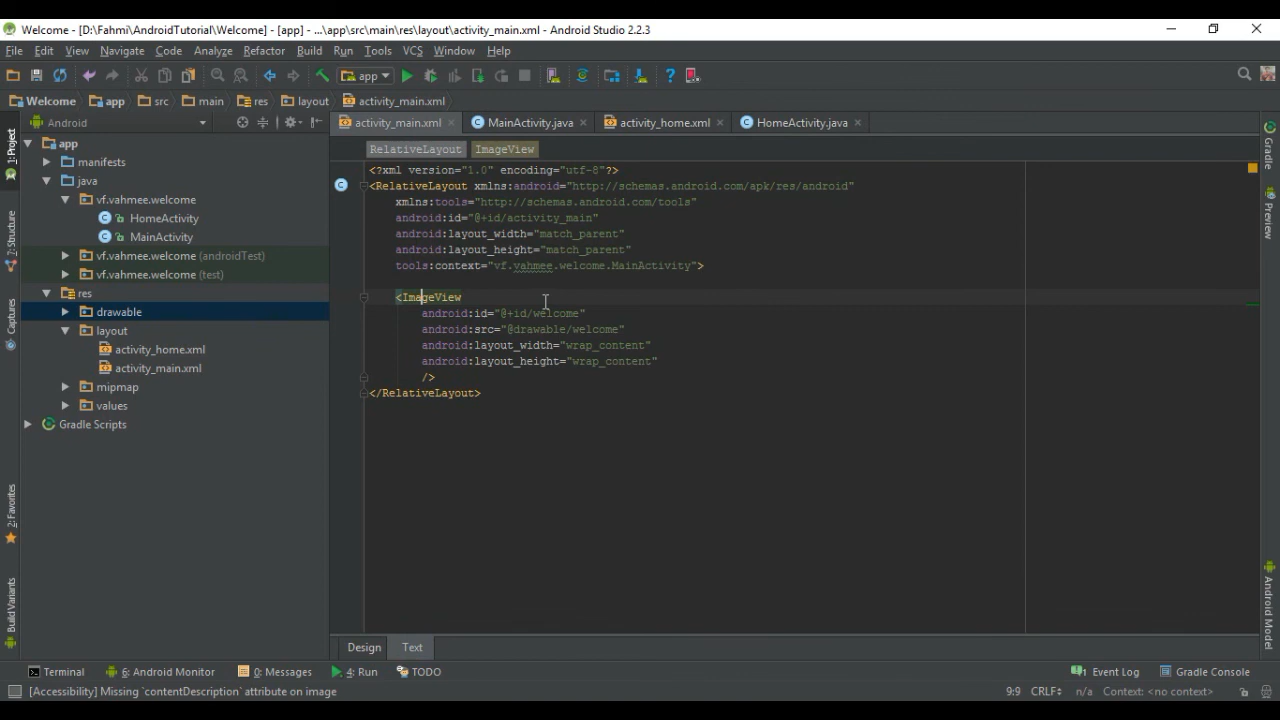 Welcome - [D:\Fahmi\AndroidTutorial\Welcome] - [app] - ...\app\src\main\res\layout\activity_main.xml - Android Studio 2.2.3
File Edit View Navigate Code Analyze Refactor Build Run Tools VCS Window Help
app
Welcome app src main res layout activity_main.xml
Android
activity_main.xml MainActivity.java activity_home.xml HomeActivity.java
1: Project
7: Structure
Captures
2: Favorites
Build Variants
app
manifests
java
vf.vahmee.welcome
HomeActivity
MainActivity
vf.vahmee.welcome (androidTest)
vf.vahmee.welcome (test)
res
drawable
layout
activity_home.xml
activity_main.xml
mipmap
values
Gradle Scripts
RelativeLayout ImageView
<?xml version="1.0" encoding="utf-8"?>
<RelativeLayout xmlns:android="http://schemas.android.com/apk/res/android"
xmlns:tools="http://schemas.android.com/tools"
android:id="@+id/activity_main"
android:layout_width="match_parent"
android:layout_height="match_parent"
tools:context="vf.vahmee.welcome.MainActivity">
<ImageView
android:id="@+id/welcome"
android:src="@drawable/welcome"
android:layout_width="wrap_content"
android:layout_height="wrap_content"
/>
</RelativeLayout>
Gradle
Preview
Android Model
Design Text
Terminal 6: Android Monitor 0: Messages 4: Run TODO 1 Event Log Gradle Console
[Accessibility] Missing `contentDescription` attribute on image 9:9 CRLF n/a Context: <no context>